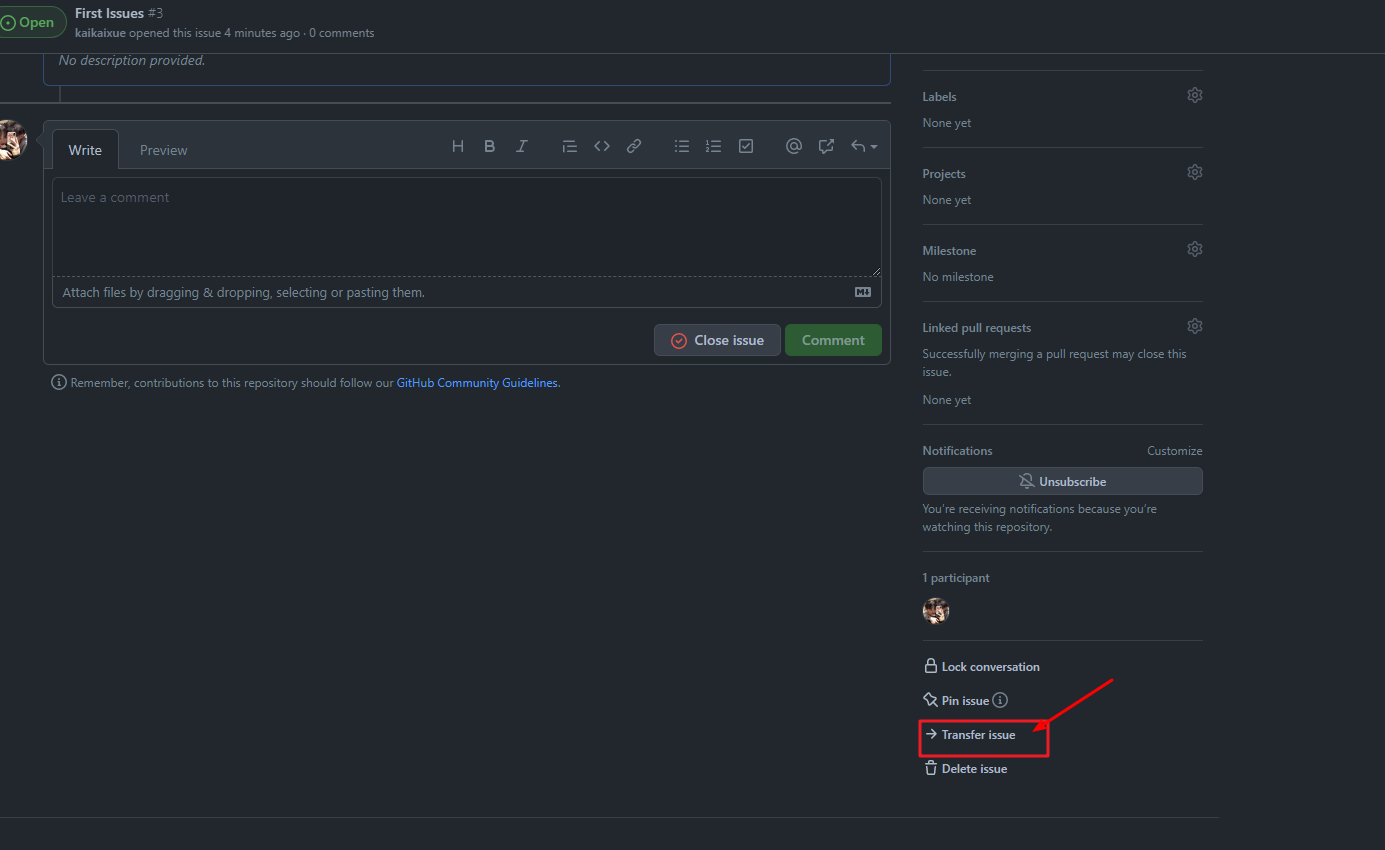 Open
First Issues #3
kaikaixue opened this issue 4 minutes ago · 0 comments
No description provided.
Write
Preview
Leave a comment
Attach files by dragging & dropping, selecting or pasting them.
Close issue
Comment
Remember, contributions to this repository should follow our GitHub Community Guidelines.
Labels
None yet
Projects
None yet
Milestone
No milestone
Linked pull requests
Successfully merging a pull request may close this
issue.
None yet
Notifications
Customize
Unsubscribe
You're receiving notifications because you're
watching this repository.
1 participant
Lock conversation
Pin issue
Transfer issue
Delete issue